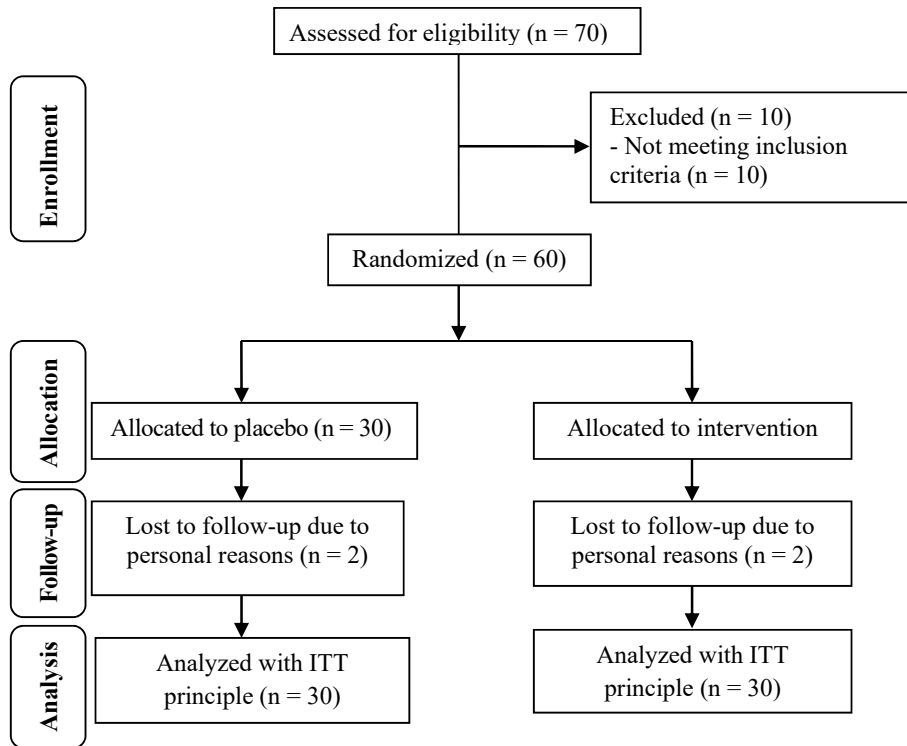 Assessed for eligibility (n = 70)
Enrollment
Excluded (n = 10)
- Not meeting inclusion
criteria (n = 10)
Randomized (n = 60)
Allocation
Allocated to placebo (n = 30)
Allocated to intervention
Follow-up
Lost to follow-up due to
personal reasons (n = 2)
Lost to follow-up due to
personal reasons (n = 2)
Analysis
Analyzed with ITT
principle (n = 30)
Analyzed with ITT
principle (n = 30)